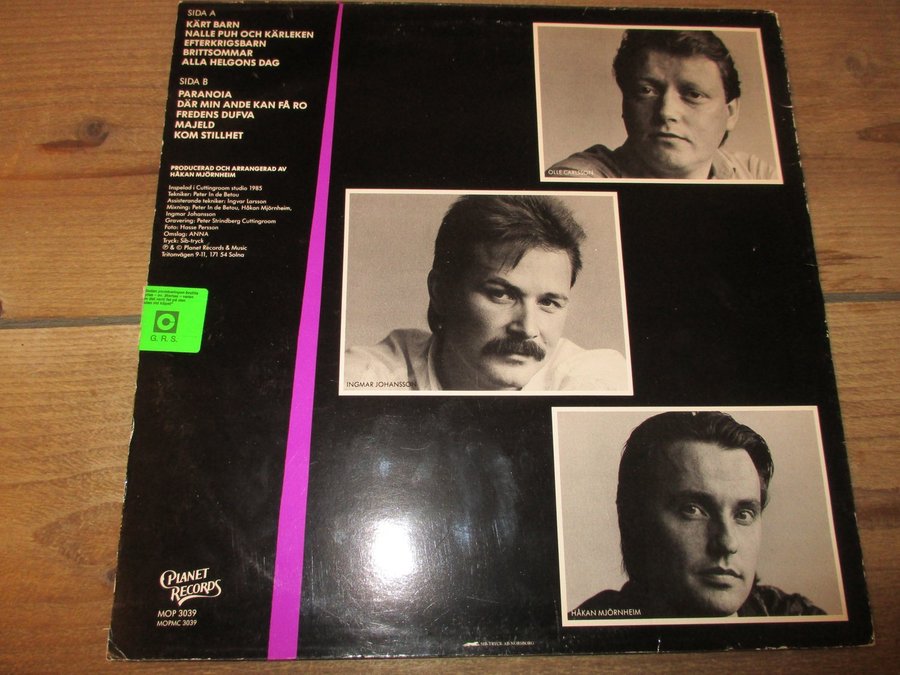 SIDA A
KÄRT BARN
NALLE PUH OCH KÄRLEKEN
EFTERKRIGSBARN
BRITTSOMMAR
ALLA HELGONS DAG
SIDA B
PARANOIA
DÄR MIN ANDE KAN FÅ RO
FREDENS DUFVA
MAJELD
KOM STILLHET
PRODUCERAD OCH ARRANGERAD AV
HÅKAN MJÖRNHEIM
Inspelad i Cuttingroom studio 1985
Tekniker: Peter In de Betou
Assisterande tekniker: Ingvar Larsson
Mixning: Peter In de Betou, Håkan Mjörnheim,
Ingmar Johansson
Gravering: Peter Strindberg Cuttingroom
Foto: Hasse Persson
Omslag: ANNA
Tryck: Sib-tryck
℗ & © Planet Records & Music
Tritonvägen 9-11, 171 54 Solna
G. R. S.
OLLE CARLSSON
INGMAR JOHANSSON
HÅKAN MJÖRNHEIM
PLANET
RECORDS
MOP 3039
MOPMC 3039
SIB-TRYCK AB NORSBORG